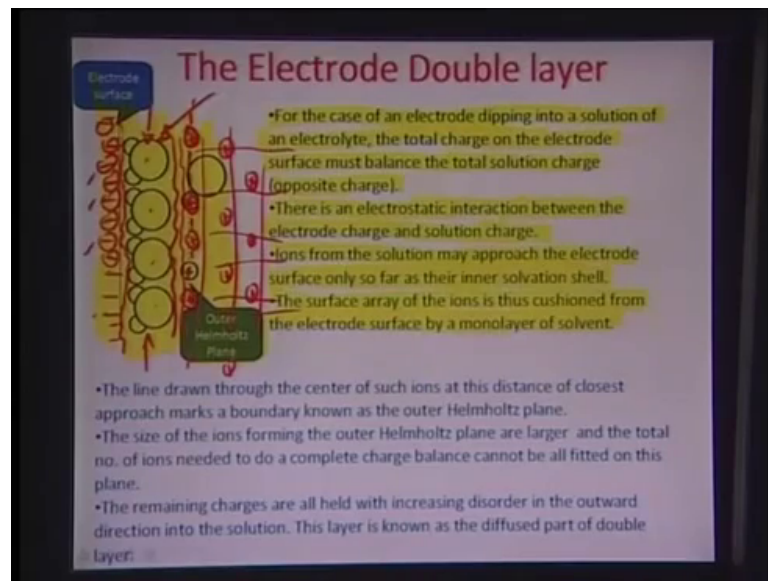 The Electrode Double layer
Electrode
surface
•For the case of an electrode dipping into a solution of
an electrolyte, the total charge on the electrode
surface must balance the total solution charge
(opposite charge).
•There is an electrostatic interaction between the
electrode charge and solution charge.
•Ions from the solution may approach the electrode
surface only so far as their inner solvation shell.
•The surface array of the ions is thus cushioned from
the electrode surface by a monolayer of solvent.
Outer
Helmholtz
Plane
•The line drawn through the center of such ions at this distance of closest
approach marks a boundary known as the outer Helmholtz plane.
•The size of the ions forming the outer Helmholtz plane are larger and the total
no. of ions needed to do a complete charge balance cannot be all fitted on this
plane.
•The remaining charges are all held with increasing disorder in the outward
direction into the solution. This layer is known as the diffused part of double
layer.